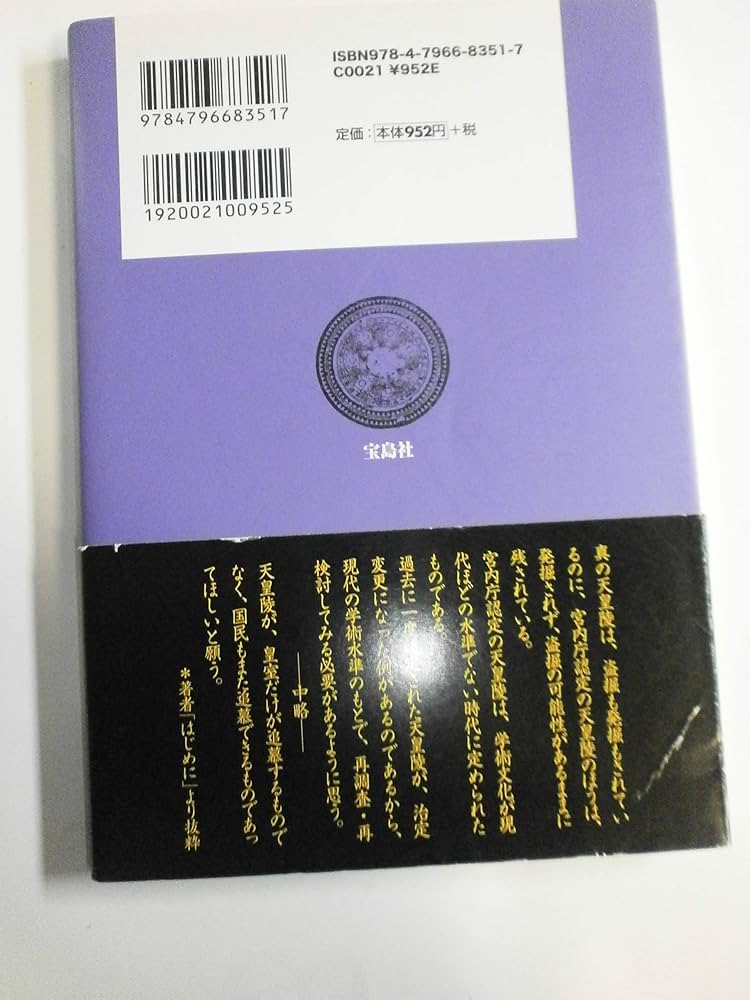 ISBN978-4-7966-8351-7
C0021 ¥952E
9784796683517
定価：本体952円+税
1920021009525
宝島社
真の天皇陵は、盗掘も発掘もされてい
るのに、宮内庁認定の天皇陵のほうは、
発掘されず、盗掘の可能性があるままに
残されている。
宮内庁認定の天皇陵は、学術文化が現
代ほどの水準でない時代に定められた
ものである。
過去に一度 された天皇陵が、治定
変更になった例があるのであるから、
現代の学術水準のもとで、再調査・再
検討してみる必要があるように思う。
――中略――
天皇陵が、皇室だけが追慕するもので
なく、国民もまた追慕できるものであっ
てほしいと願う。
＊著者「はじめに」より抜粋